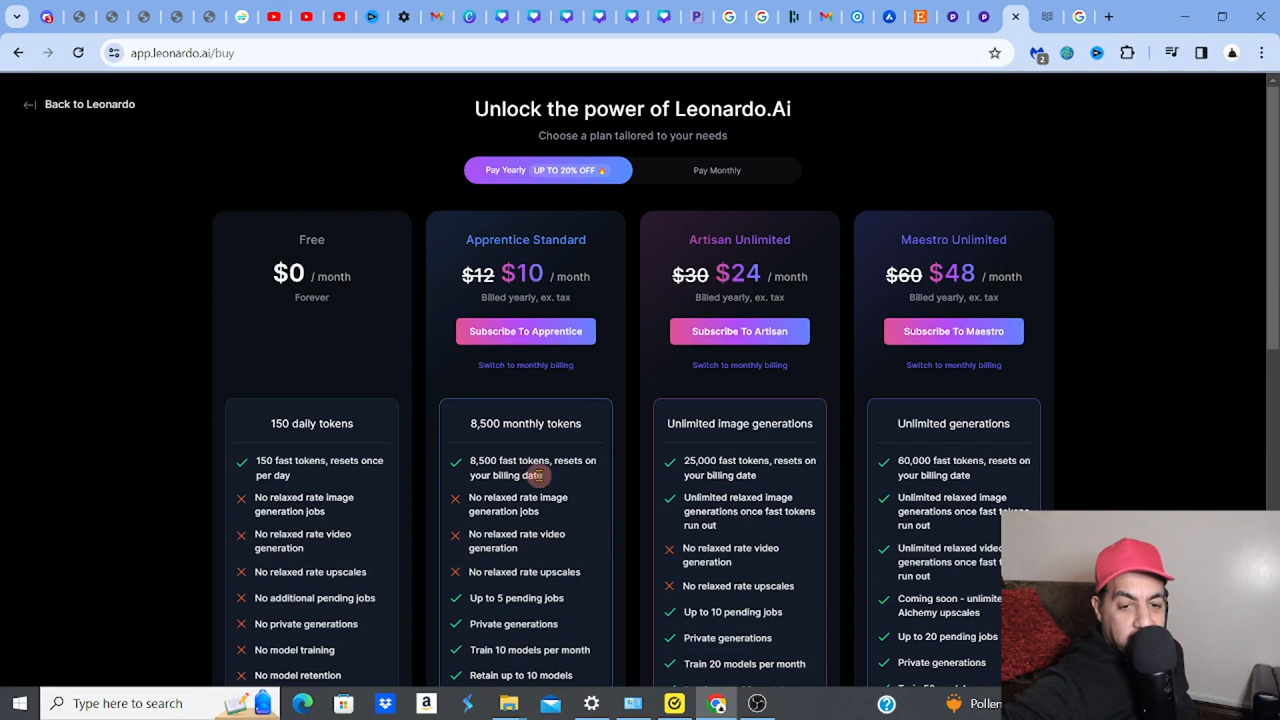 app.leonardo.ai/buy
2
Back to Leonardo
Unlock the power of Leonardo.Ai
Choose a plan tailored to your needs
Pay Yearly UP TO 20% OFF 🔥
Pay Monthly
Free
$0 / month
Forever
150 daily tokens
150 fast tokens, resets once
per day
No relaxed rate image
generation jobs
No relaxed rate video
generation
No relaxed rate upscales
No additional pending jobs
No private generations
No model training
No model retention
Apprentice Standard
$12 $10 / month
Billed yearly, ex. tax
Subscribe To Apprentice
Switch to monthly billing
8,500 monthly tokens
8,500 fast tokens, resets on
your billing date
No relaxed rate image
generation jobs
No relaxed rate video
generation
No relaxed rate upscales
Up to 5 pending jobs
Private generations
Train 10 models per month
Retain up to 10 models
Artisan Unlimited
$30 $24 / month
Billed yearly, ex. tax
Subscribe To Artisan
Switch to monthly billing
Unlimited image generations
25,000 fast tokens, resets on
your billing date
Unlimited relaxed image
generations once fast tokens
run out
No relaxed rate video
generation
No relaxed rate upscales
Up to 10 pending jobs
Private generations
Train 20 models per month
Maestro Unlimited
$60 $48 / month
Billed yearly, ex. tax
Subscribe To Maestro
Switch to monthly billing
Unlimited generations
60,000 fast tokens, resets on
your billing date
Unlimited relaxed image
generations once fast tokens
run out
Unlimited relaxed video
generations once fast
run out
Coming soon - unlimite
Alchemy upscales
Up to 20 pending jobs
Private generations
Type here to search
Pollen